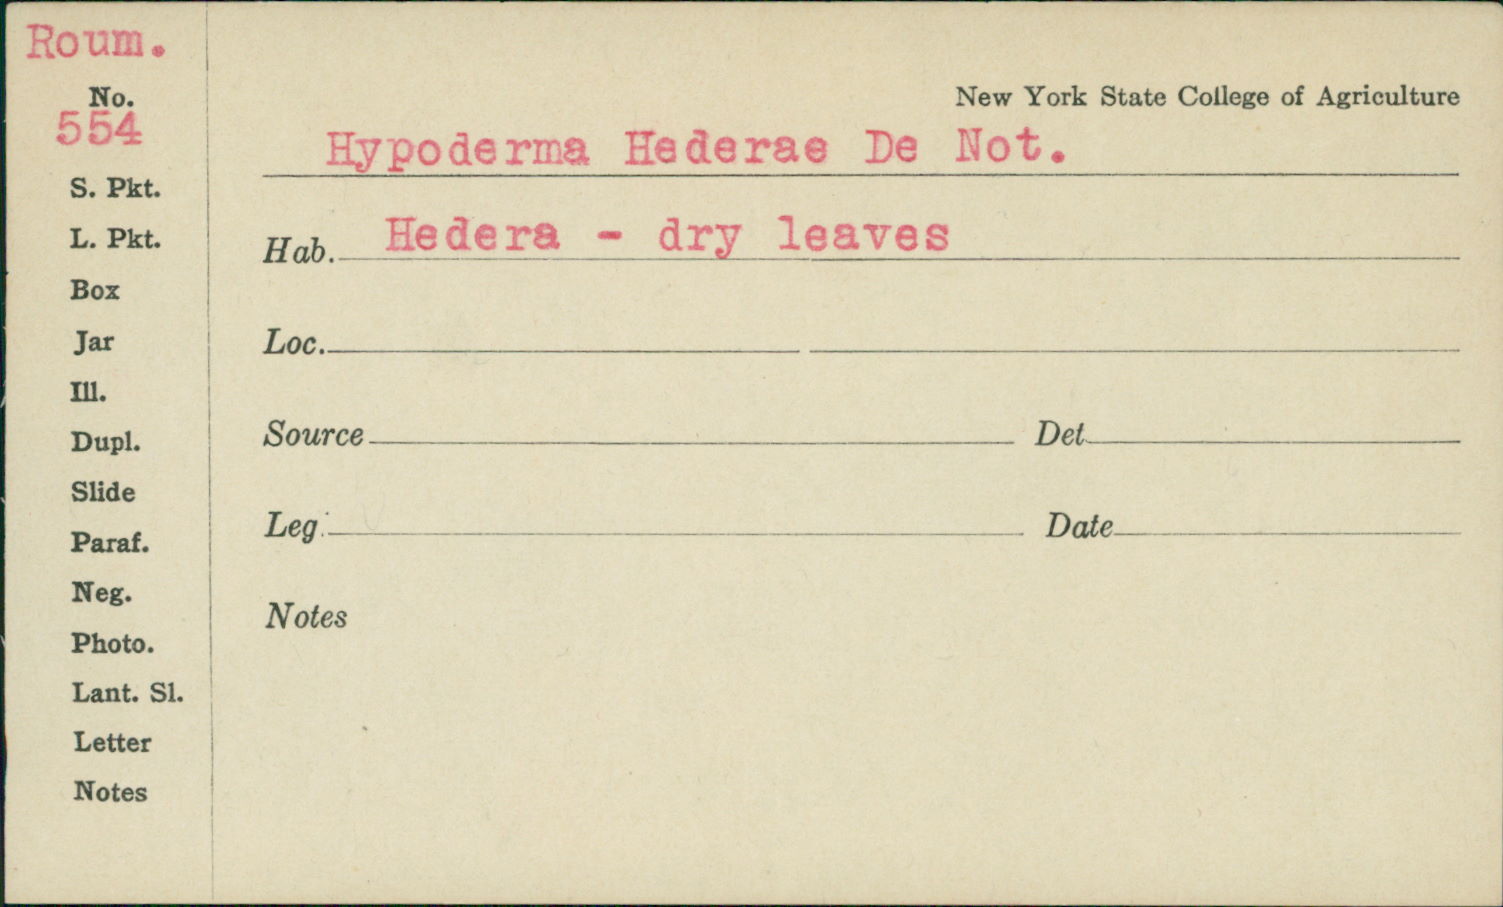 Roum.
No.
554
S. Pkt.
L. Pkt.
Box
Jar
Ill.
Dupl.
Slide
Paraf.
Neg.
Photo.
Lant. Sl.
Letter
Notes
New York State College of Agriculture
Hypoderma Hederae De Not.
Hab. Hedera - dry leaves
Loc.
Source Det.
Leg. Date
Notes